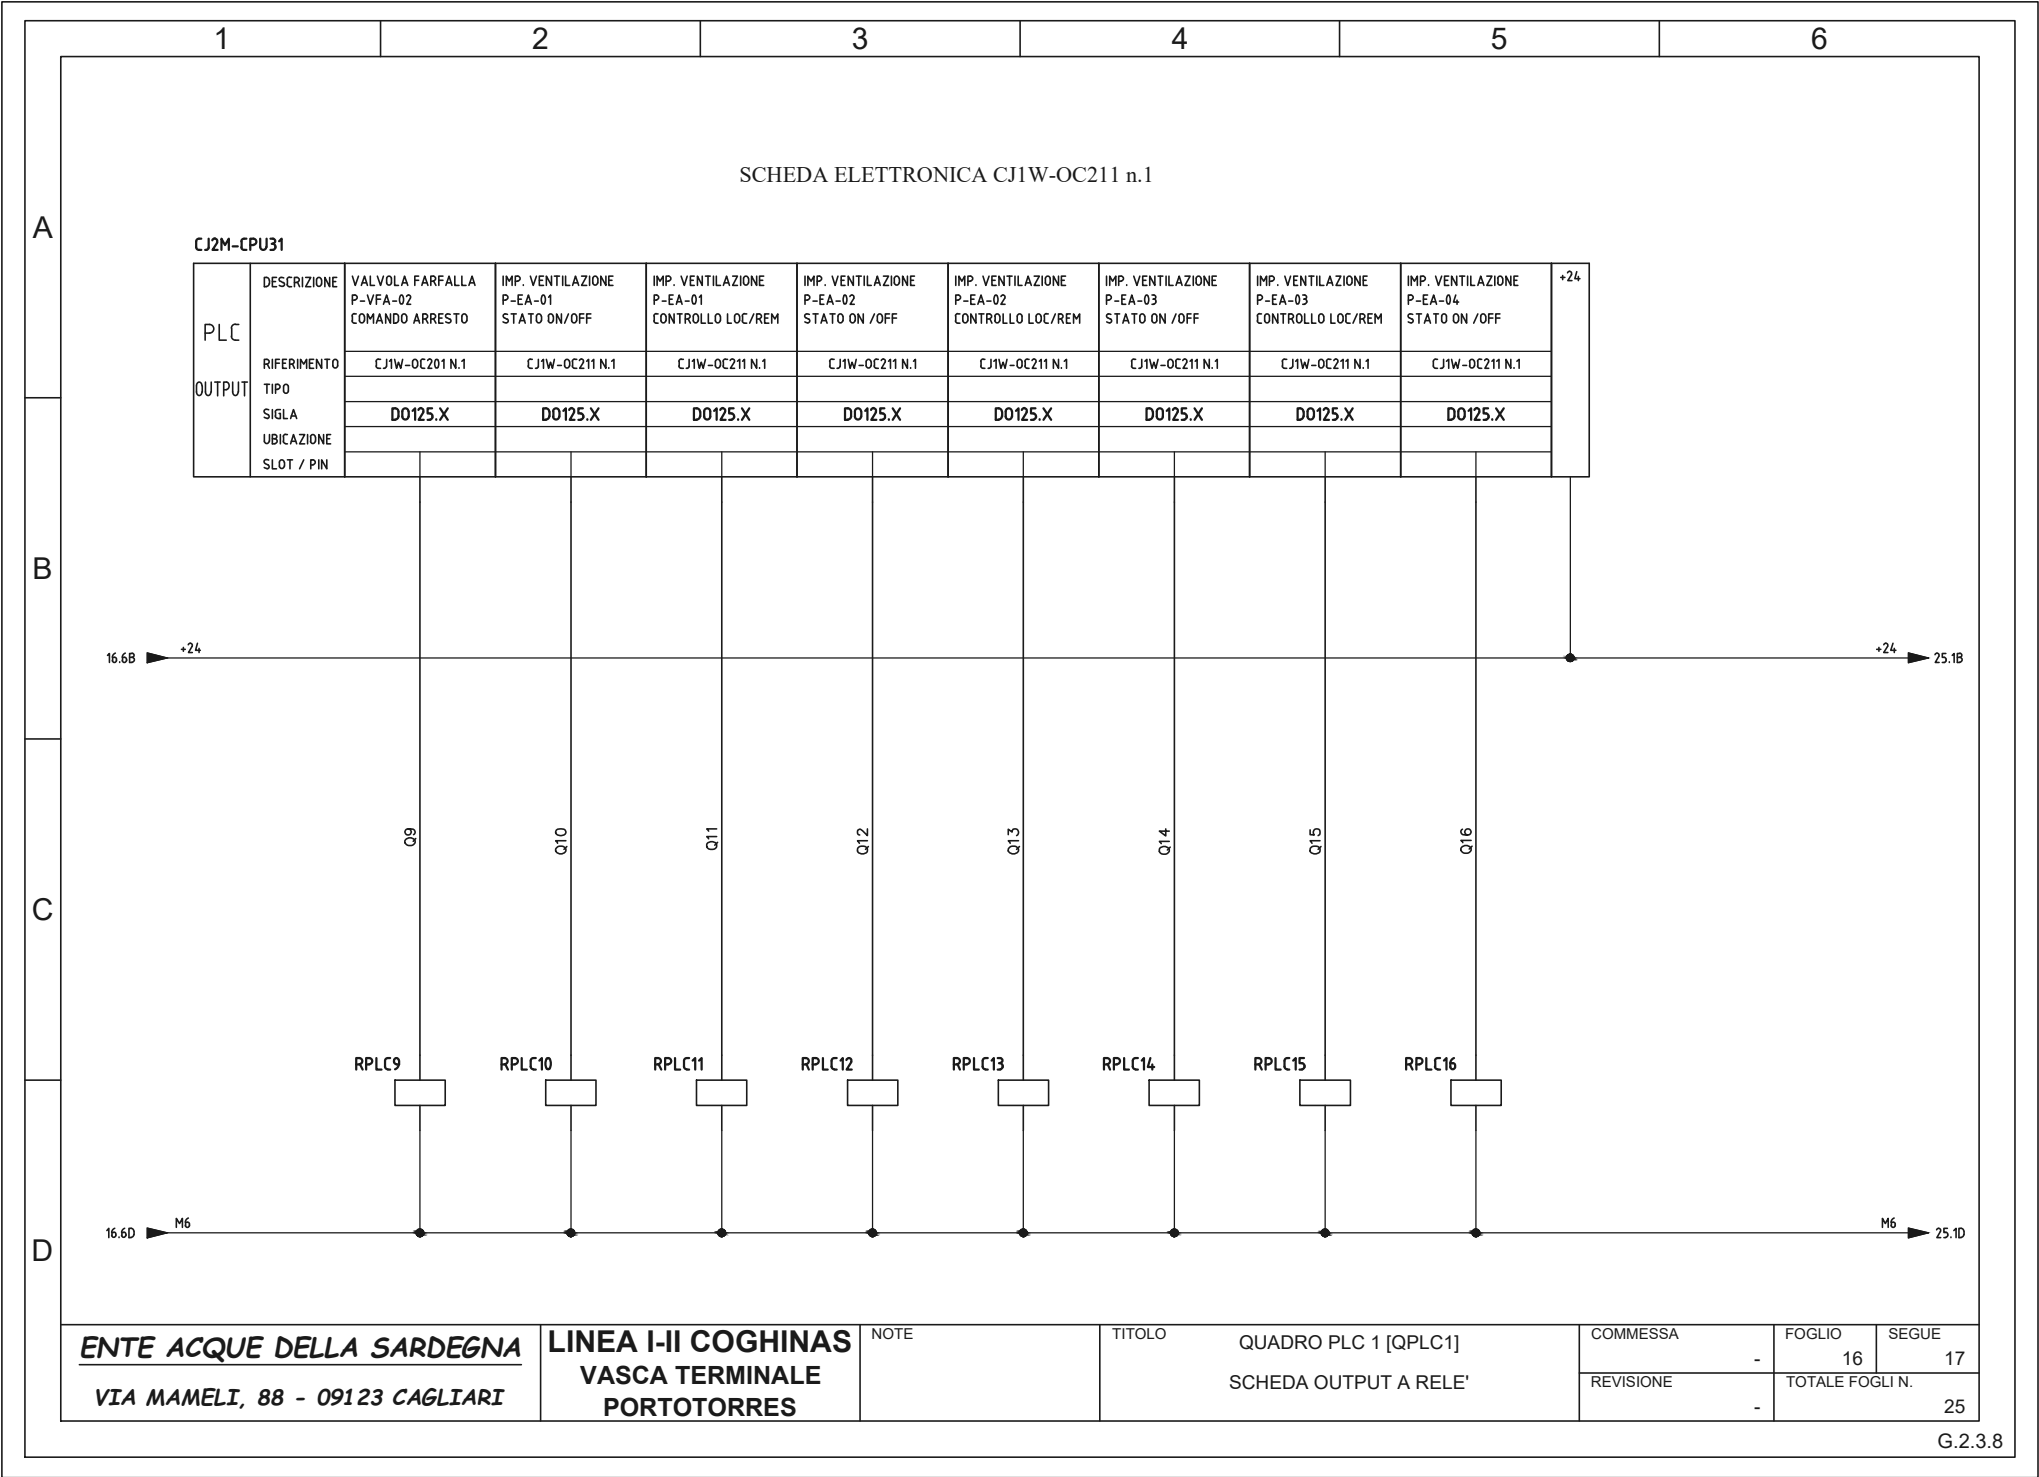 1 2 3 4 5 6
SCHEDA ELETTRONICA CJ1W-OC211 n.1
A
B
C
D
CJ2M-CPU31
PLC
OUTPUT
DESCRIZIONE
VALVOLA FARFALLA
P-VFA-02
COMANDO ARRESTO
IMP. VENTILAZIONE
P-EA-01
STATO ON/OFF
IMP. VENTILAZIONE
P-EA-01
CONTROLLO LOC/REM
IMP. VENTILAZIONE
P-EA-02
STATO ON /OFF
IMP. VENTILAZIONE
P-EA-02
CONTROLLO LOC/REM
IMP. VENTILAZIONE
P-EA-03
STATO ON /OFF
IMP. VENTILAZIONE
P-EA-03
CONTROLLO LOC/REM
IMP. VENTILAZIONE
P-EA-04
STATO ON /OFF
+24
RIFERIMENTO CJ1W-OC201 N.1 CJ1W-OC211 N.1 CJ1W-OC211 N.1 CJ1W-OC211 N.1 CJ1W-OC211 N.1 CJ1W-OC211 N.1 CJ1W-OC211 N.1 CJ1W-OC211 N.1
TIPO
SIGLA DO125.X DO125.X DO125.X DO125.X DO125.X DO125.X DO125.X DO125.X
UBICAZIONE
SLOT / PIN
16.6B +24 +24 25.1B
Q9 Q10 Q11 Q12 Q13 Q14 Q15 Q16
RPLC9 RPLC10 RPLC11 RPLC12 RPLC13 RPLC14 RPLC15 RPLC16
16.6D M6 M6 25.1D
ENTE ACQUE DELLA SARDEGNA
VIA MAMELI, 88 - 09123 CAGLIARI
LINEA I-II COGHINAS
VASCA TERMINALE
PORTOTORRES
NOTE
TITOLO
QUADRO PLC 1 [QPLC1]
SCHEDA OUTPUT A RELE'
COMMESSA
-
REVISIONE
-
FOGLIO
16
SEGUE
17
TOTALE FOGLI N.
25
G.2.3.8